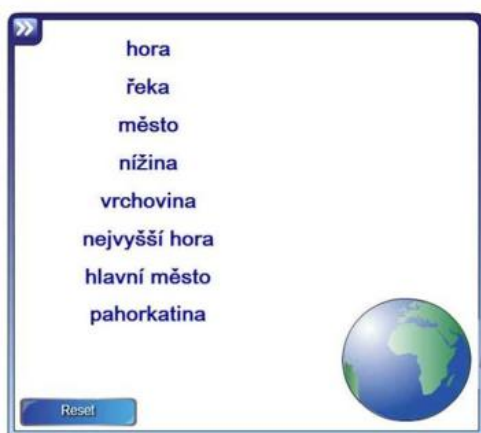 hora
řeka
město
nížina
vrchovina
nejvyšší hora
hlavní město
pahorkatina
Reset